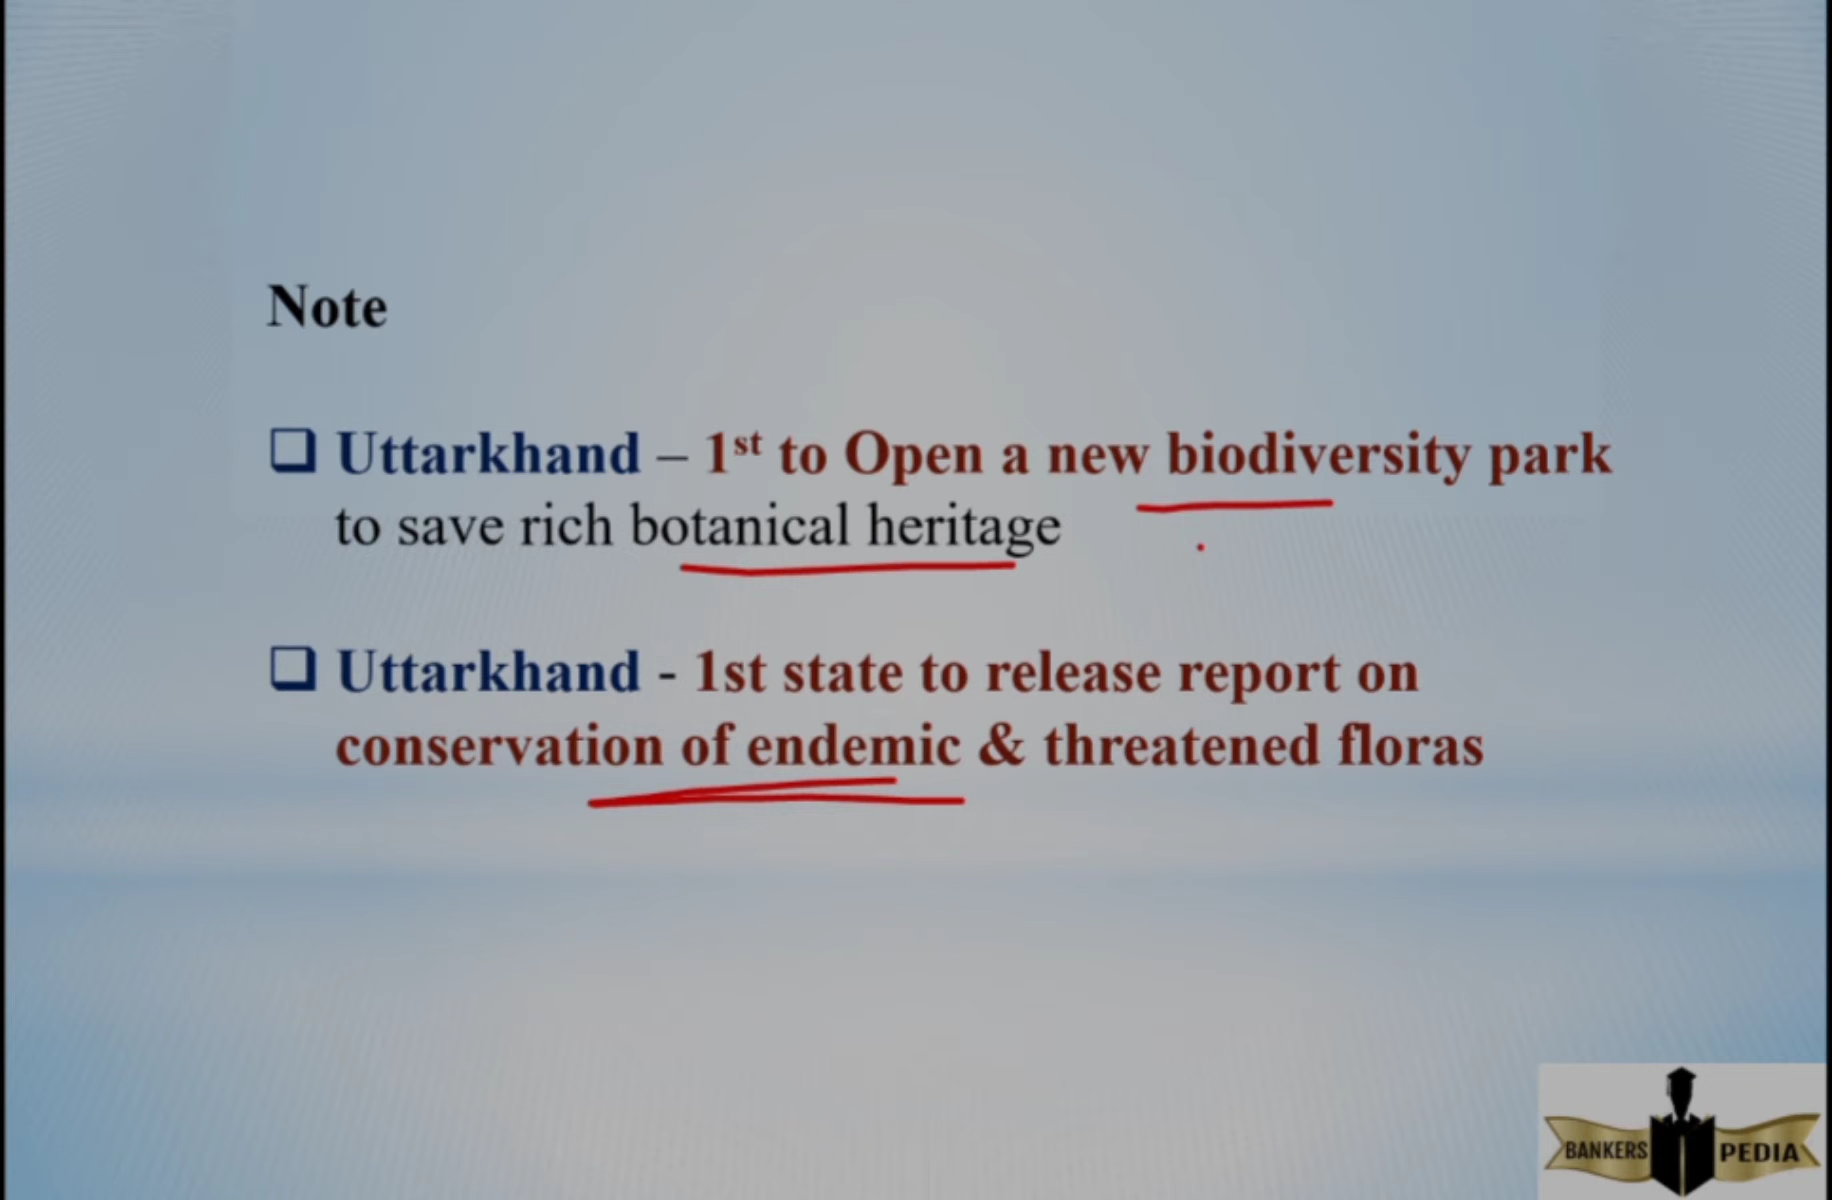 Note
❑ Uttarkhand – 1st to Open a new biodiversity park
to save rich botanical heritage
❑ Uttarkhand - 1st state to release report on
conservation of endemic & threatened floras
BANKERS PEDIA